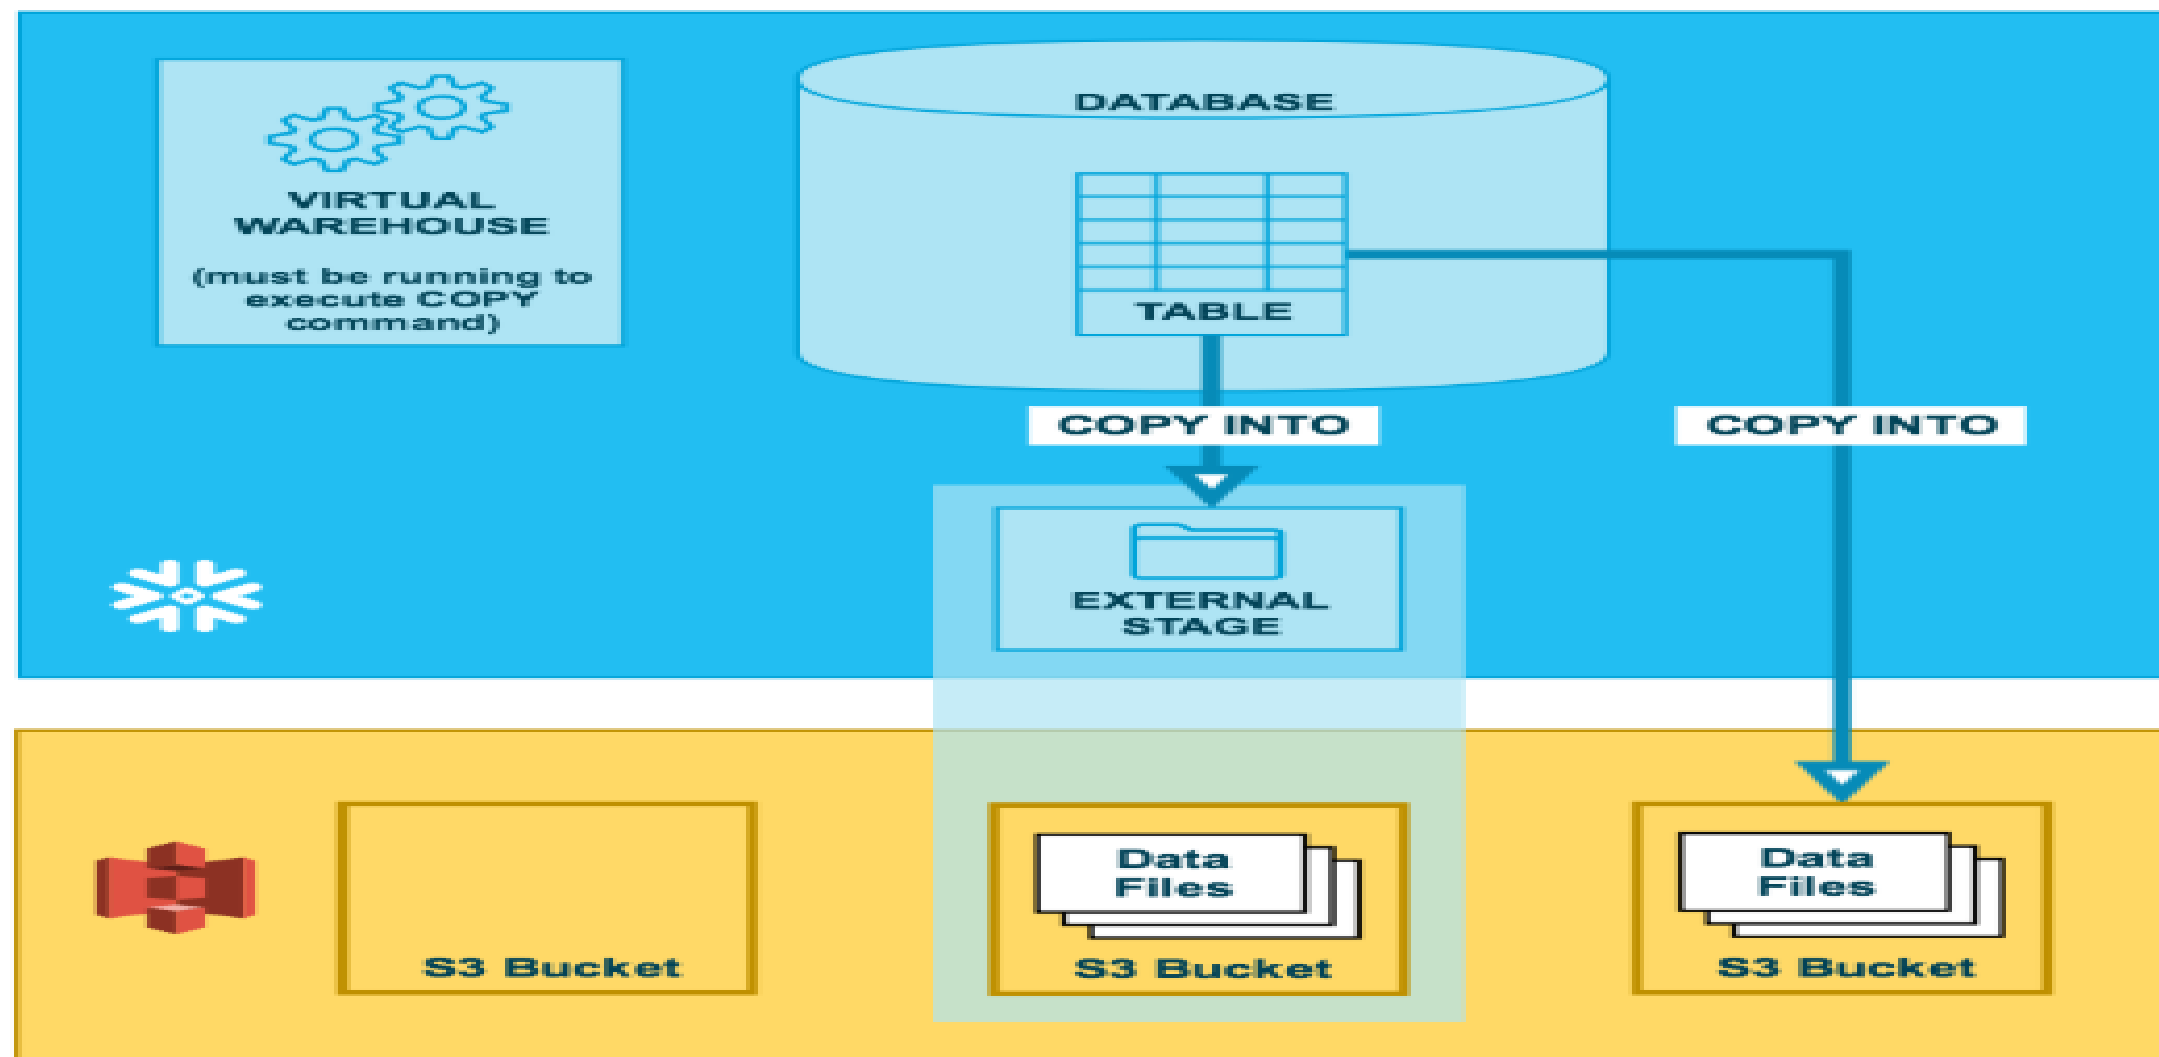 VIRTUAL
WAREHOUSE
(must be running to
execute COPY
command)
DATABASE
TABLE
COPY INTO
COPY INTO
EXTERNAL
STAGE
S3 Bucket
Data
Files
S3 Bucket
Data
Files
S3 Bucket